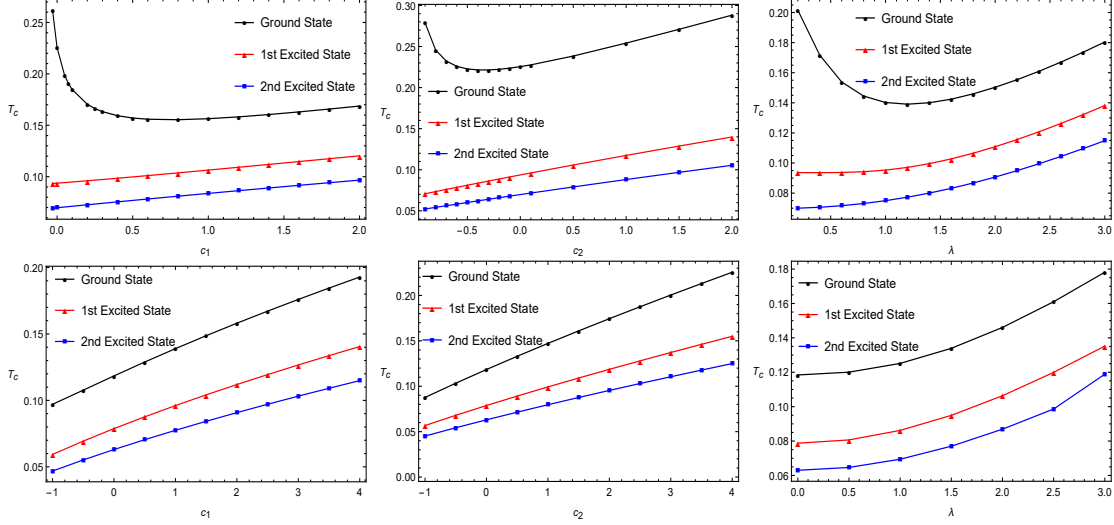 0.25
0.20
0.15
0.10
T_c
0.0
0.5
1.0
1.5
2.0
c_1
Ground State
1st Excited State
2nd Excited State
0.30
0.25
0.20
0.15
0.10
0.05
T_c
−0.5
0.0
0.5
1.0
1.5
2.0
c_2
Ground State
1st Excited State
2nd Excited State
0.20
0.18
0.16
0.14
0.12
0.10
0.08
T_c
0.5
1.0
1.5
2.0
2.5
3.0
λ
Ground State
1st Excited State
2nd Excited State
0.20
0.15
0.10
0.05
T_c
−1
0
1
2
3
4
c_1
Ground State
1st Excited State
2nd Excited State
0.20
0.15
0.10
0.05
0.00
T_c
−1
0
1
2
3
4
c_2
Ground State
1st Excited State
2nd Excited State
0.18
0.16
0.14
0.12
0.10
0.08
0.06
T_c
0.0
0.5
1.0
1.5
2.0
2.5
3.0
λ
Ground State
1st Excited State
2nd Excited State